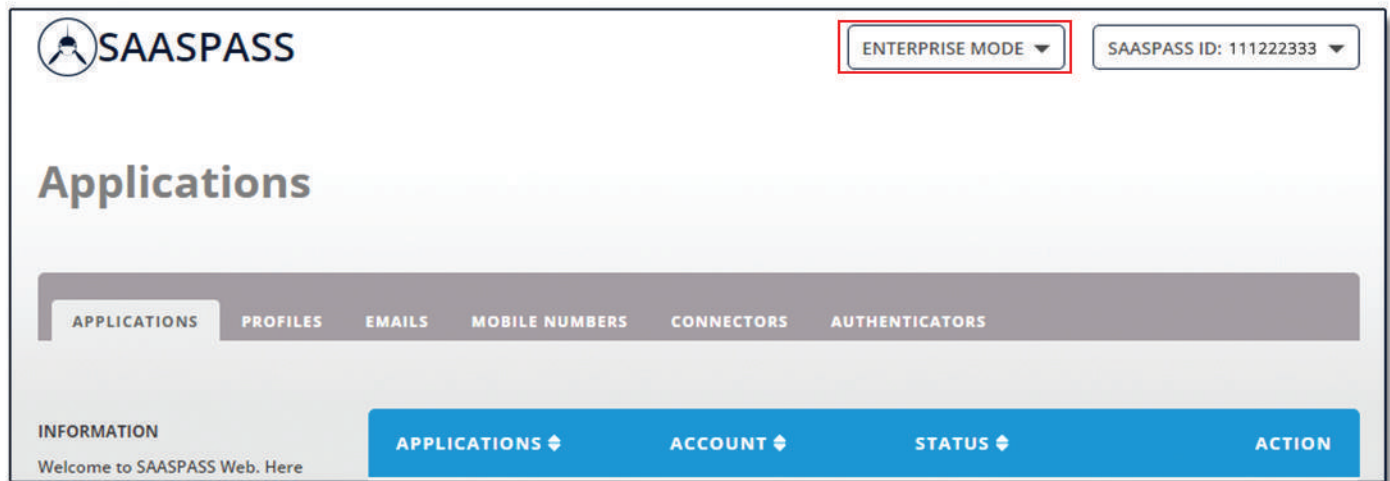 SAASPASS
ENTERPRISE MODE
SAASPASS ID: 111222333
Applications
APPLICATIONS
PROFILES
EMAILS
MOBILE NUMBERS
CONNECTORS
AUTHENTICATORS
INFORMATION
Welcome to SAASPASS Web. Here
APPLICATIONS
ACCOUNT
STATUS
ACTION